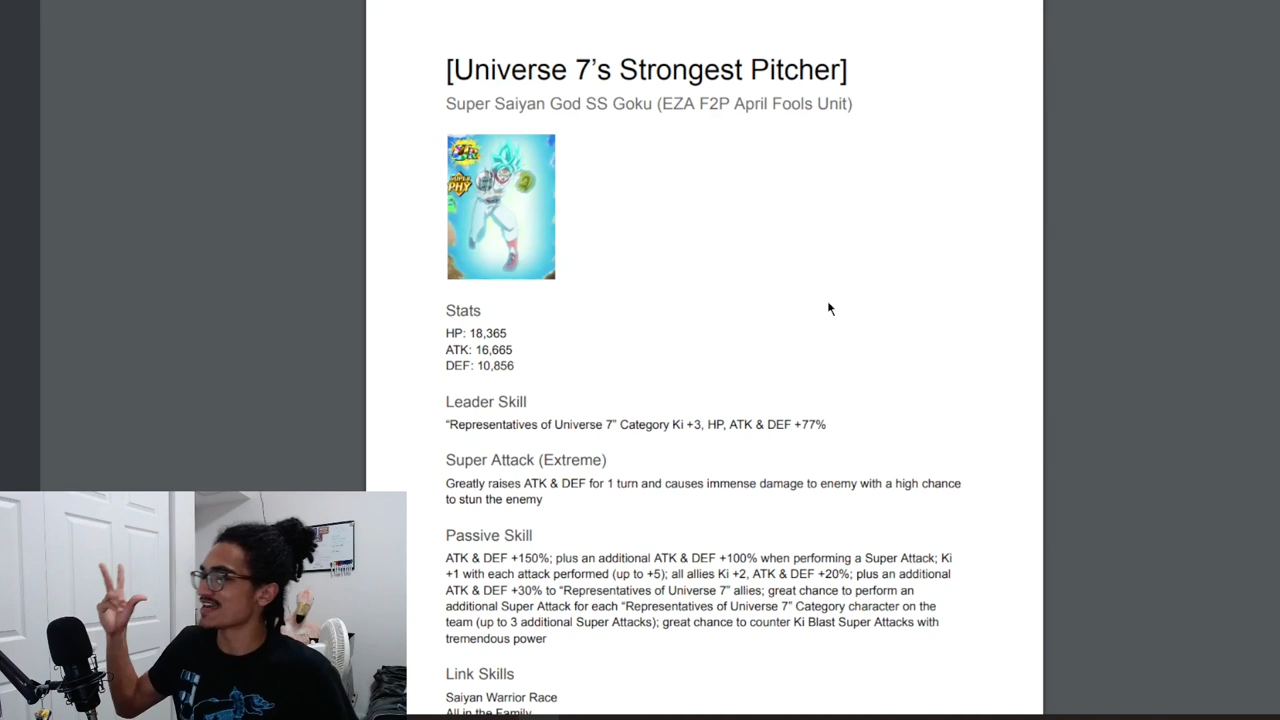 [Universe 7’s Strongest Pitcher]
Super Saiyan God SS Goku (EZA F2P April Fools Unit)
SUPER
PHY
Stats
HP: 18,365
ATK: 16,665
DEF: 10,856
Leader Skill
“Representatives of Universe 7” Category Ki +3, HP, ATK & DEF +77%
Super Attack (Extreme)
Greatly raises ATK & DEF for 1 turn and causes immense damage to enemy with a high chance
to stun the enemy
Passive Skill
ATK & DEF +150%; plus an additional ATK & DEF +100% when performing a Super Attack; Ki
+1 with each attack performed (up to +5); all allies Ki +2, ATK & DEF +20%; plus an additional
ATK & DEF +30% to “Representatives of Universe 7” allies; great chance to perform an
additional Super Attack for each “Representatives of Universe 7” Category character on the
team (up to 3 additional Super Attacks); great chance to counter Ki Blast Super Attacks with
tremendous power
Link Skills
Saiyan Warrior Race
All in the Family